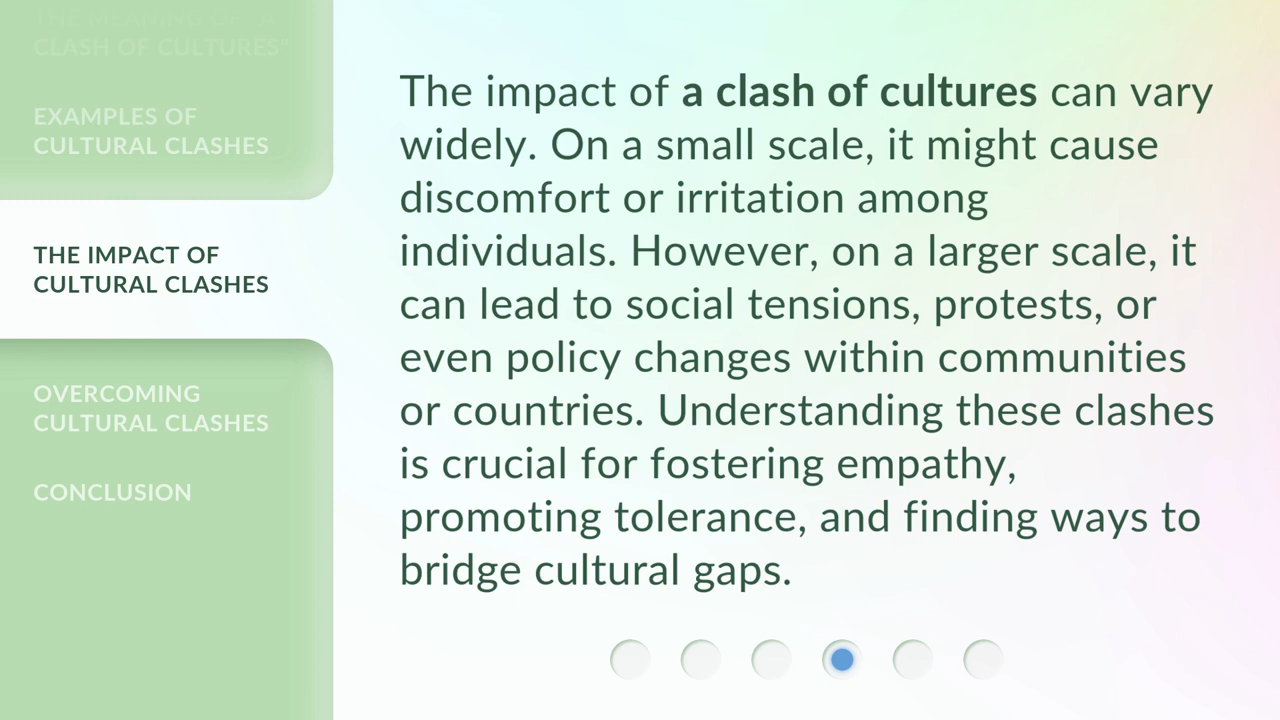 THE MEANING OF "A
CLASH OF CULTURES"
EXAMPLES OF
CULTURAL CLASHES
THE IMPACT OF
CULTURAL CLASHES
OVERCOMING
CULTURAL CLASHES
CONCLUSION
The impact of a clash of cultures can vary
widely. On a small scale, it might cause
discomfort or irritation among
individuals. However, on a larger scale, it
can lead to social tensions, protests, or
even policy changes within communities
or countries. Understanding these clashes
is crucial for fostering empathy,
promoting tolerance, and finding ways to
bridge cultural gaps.